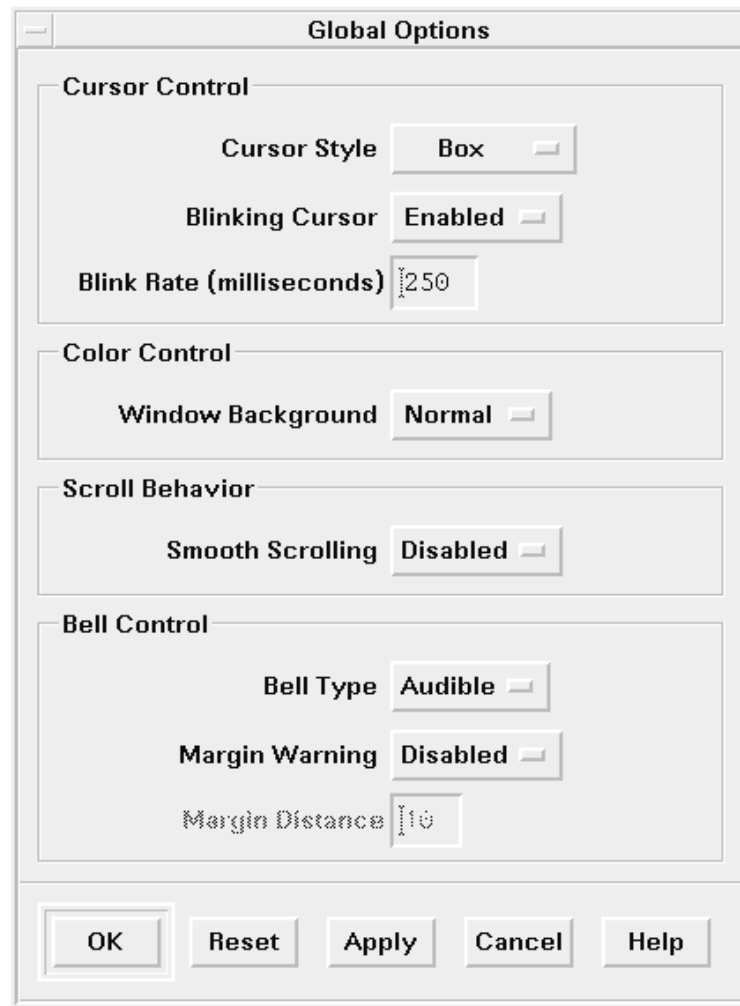 Global Options
Cursor Control
Cursor Style Box
Blinking Cursor Enabled
Blink Rate (milliseconds) 250
Color Control
Window Background Normal
Scroll Behavior
Smooth Scrolling Disabled
Bell Control
Bell Type Audible
Margin Warning Disabled
Margin Distance 10
OK Reset Apply Cancel Help